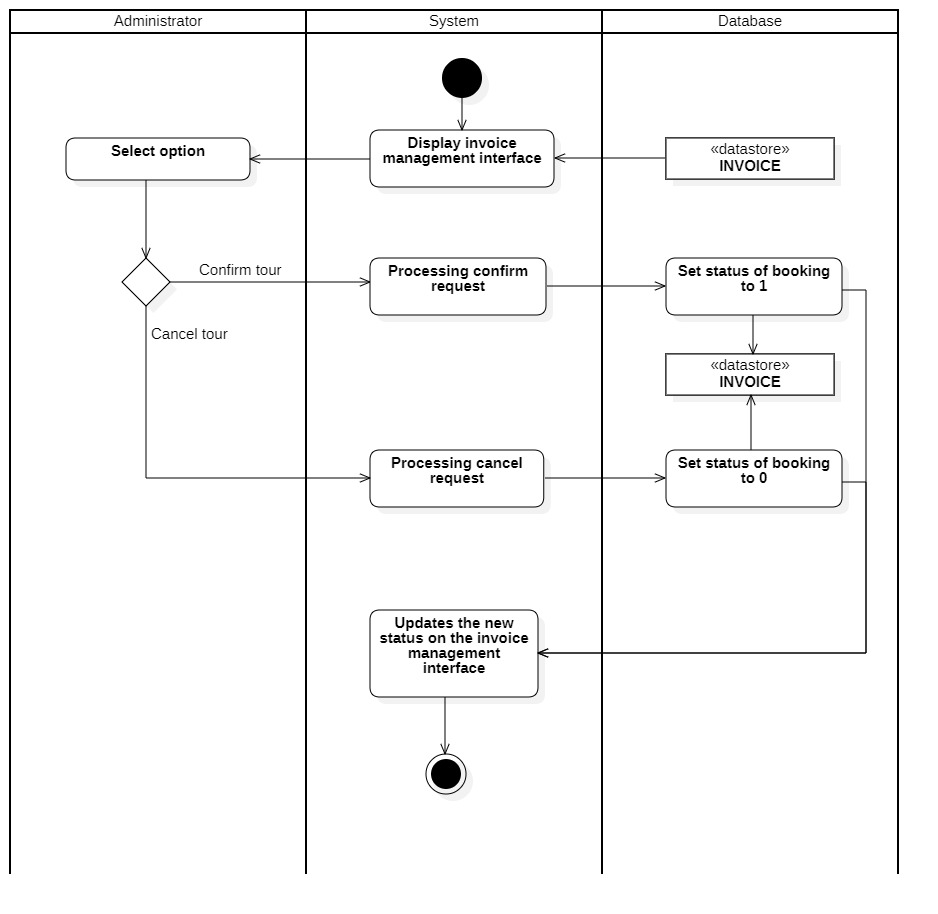 Administrator
System
Database
Display invoice
management interface
Select option
«datastore»
INVOICE
Confirm tour
Processing confirm
request
Set status of booking
to 1
Cancel tour
«datastore»
INVOICE
Processing cancel
request
Set status of booking
to 0
Updates the new
status on the invoice
management
interface